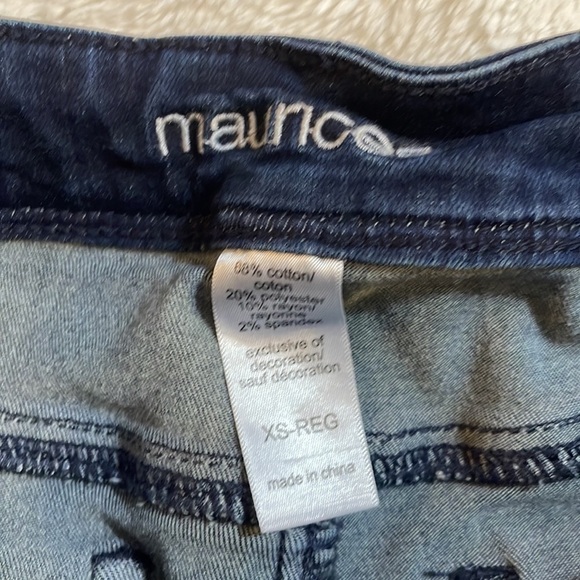 maurices
68% cotton/
coton
20% polyester
10% rayon/
rayonne
2% spandex
exclusive of
decoration/
sauf décoration
XS-REG
made in china